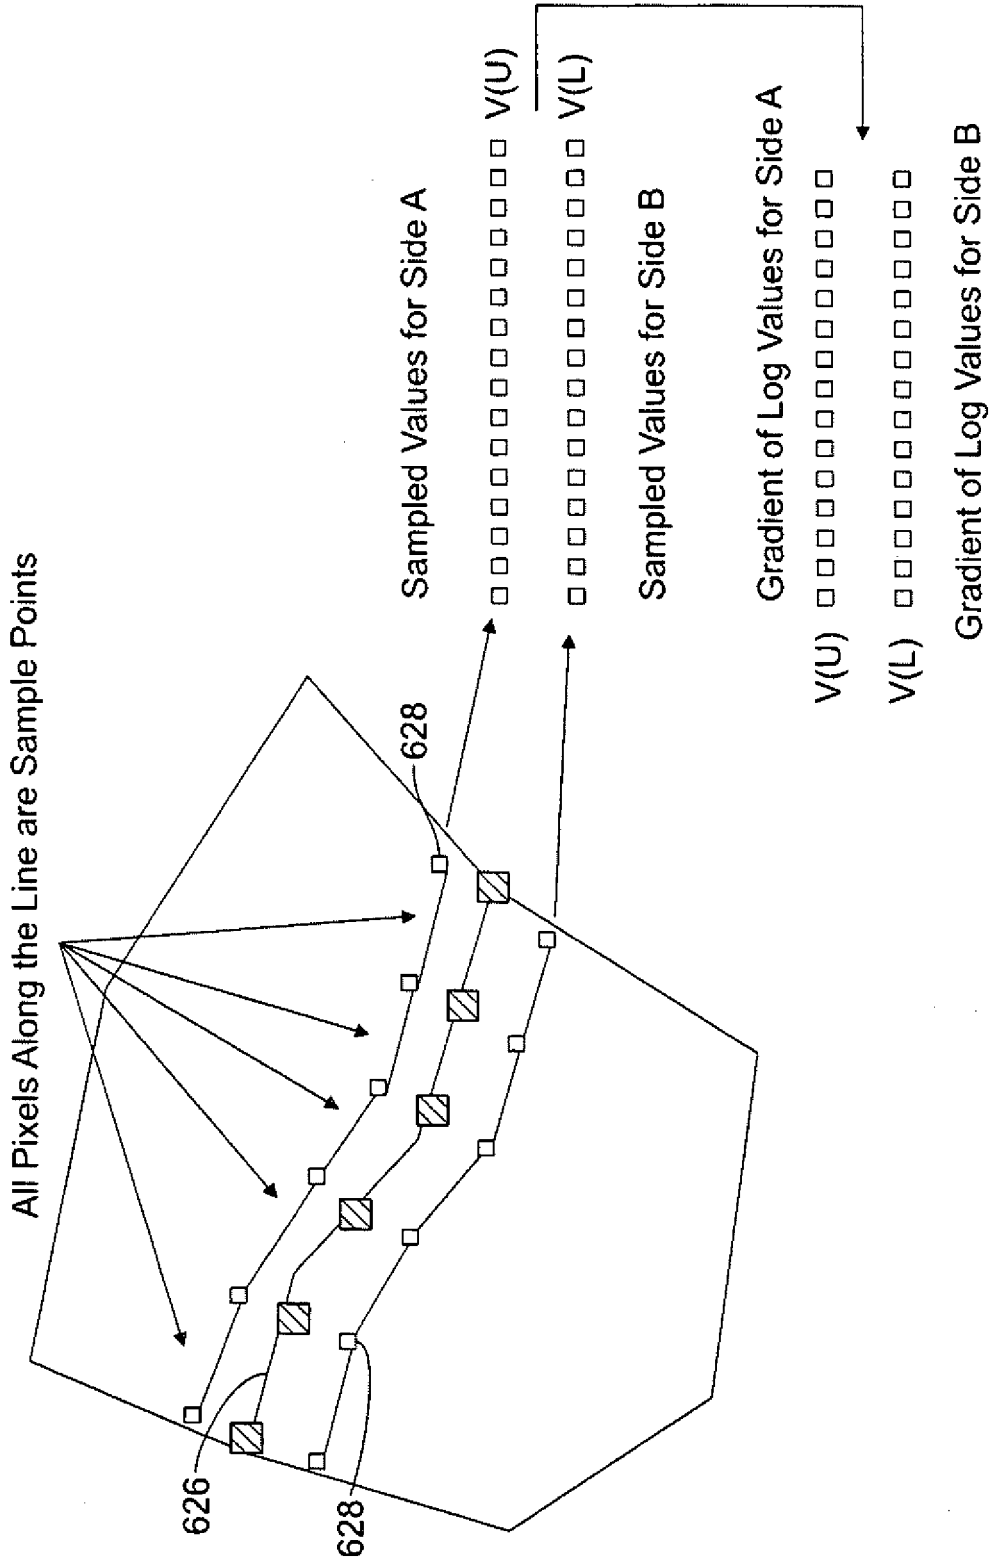 All Pixels Along the Line are Sample Points
626
628
628
Sampled Values for Side A
V(U)
V(L)
Sampled Values for Side B
Gradient of Log Values for Side A
V(U)
V(L)
Gradient of Log Values for Side B